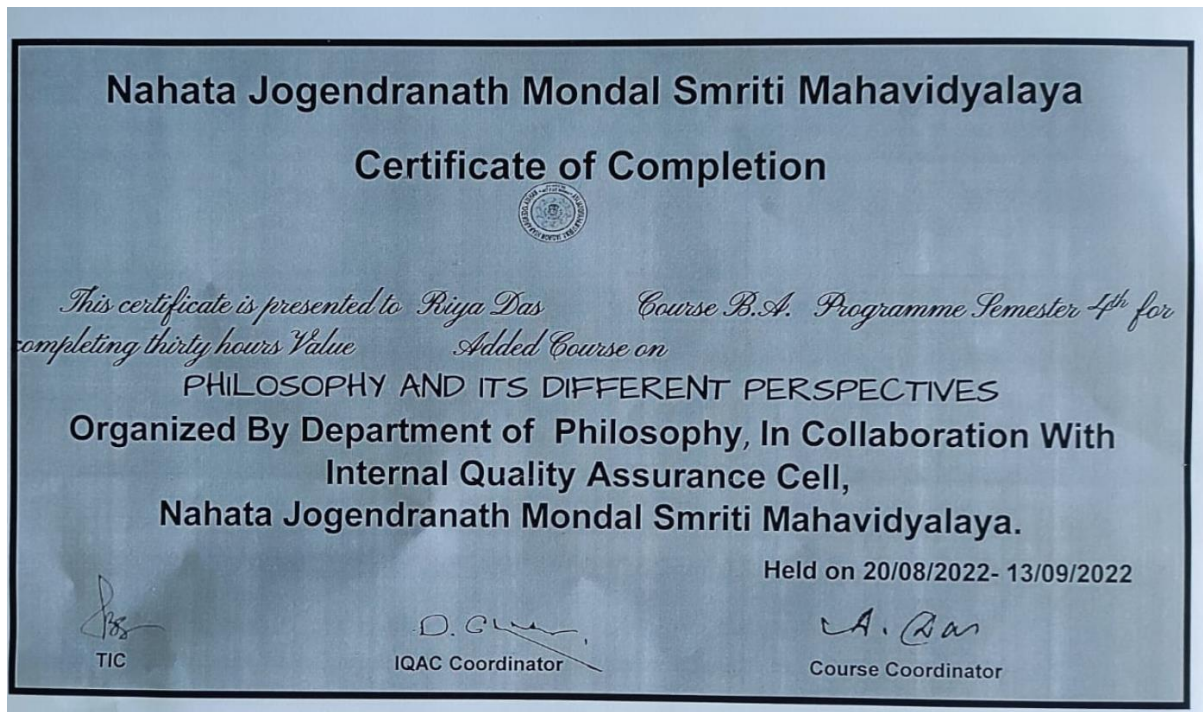 Nahata Jogendranath Mondal Smriti Mahavidyalaya
Certificate of Completion
This certificate is presented to Riya Das Course B.A. Programme Semester 4th for
completing thirty hours Value Added Course on
PHILOSOPHY AND ITS DIFFERENT PERSPECTIVES
Organized By Department of Philosophy, In Collaboration With
Internal Quality Assurance Cell,
Nahata Jogendranath Mondal Smriti Mahavidyalaya.
Held on 20/08/2022- 13/09/2022
A. Das
TIC IQAC Coordinator Course Coordinator